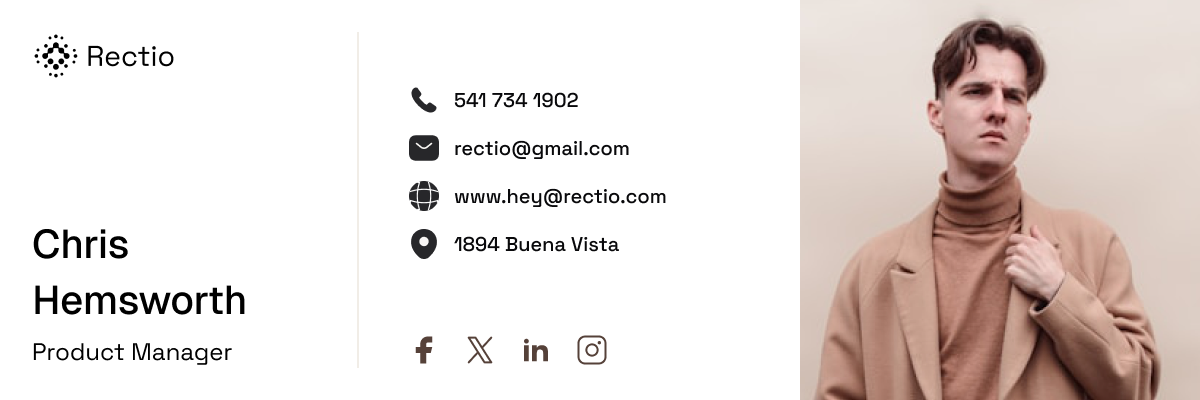 Rectio
Chris
Hemsworth
Product Manager
541 734 1902
rectio@gmail.com
www.hey@rectio.com
1894 Buena Vista